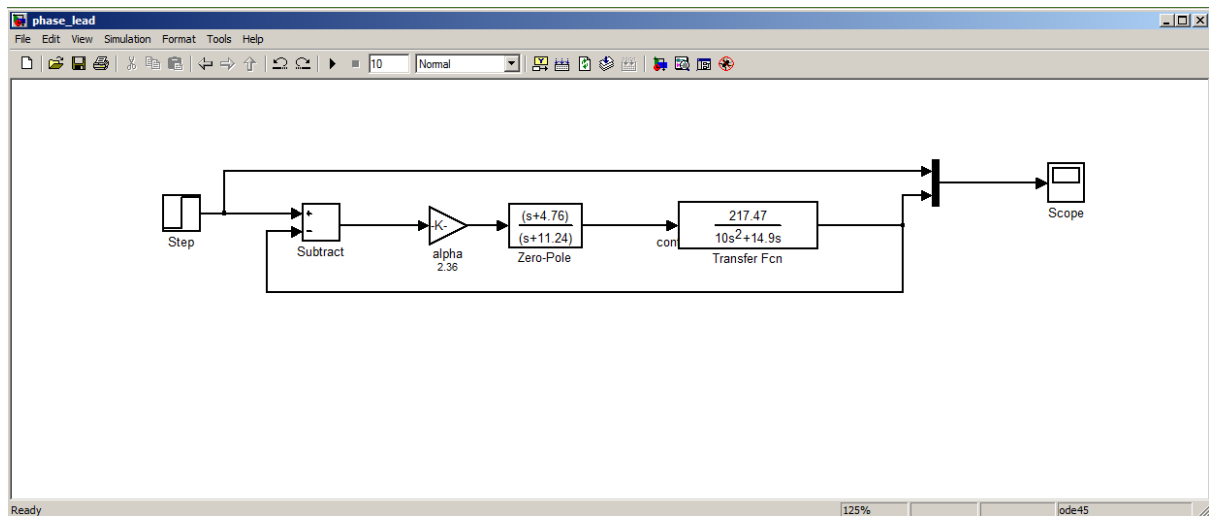 phase_lead
File Edit View Simulation Format Tools Help
10 Normal
Step
+
−
Subtract
-K-
alpha
2.36
(s+4.76)
(s+11.24)
Zero-Pole
con
217.47
10s²+14.9s
Transfer Fcn
Scope
Ready 125% ode45